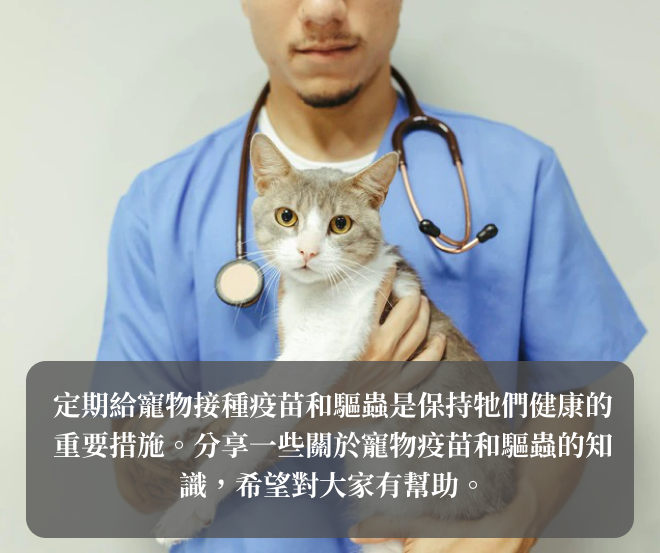 定期給寵物接種疫苗和驅蟲是保持牠們健康的
重要措施。分享一些關於寵物疫苗和驅蟲的知
識，希望對大家有幫助。